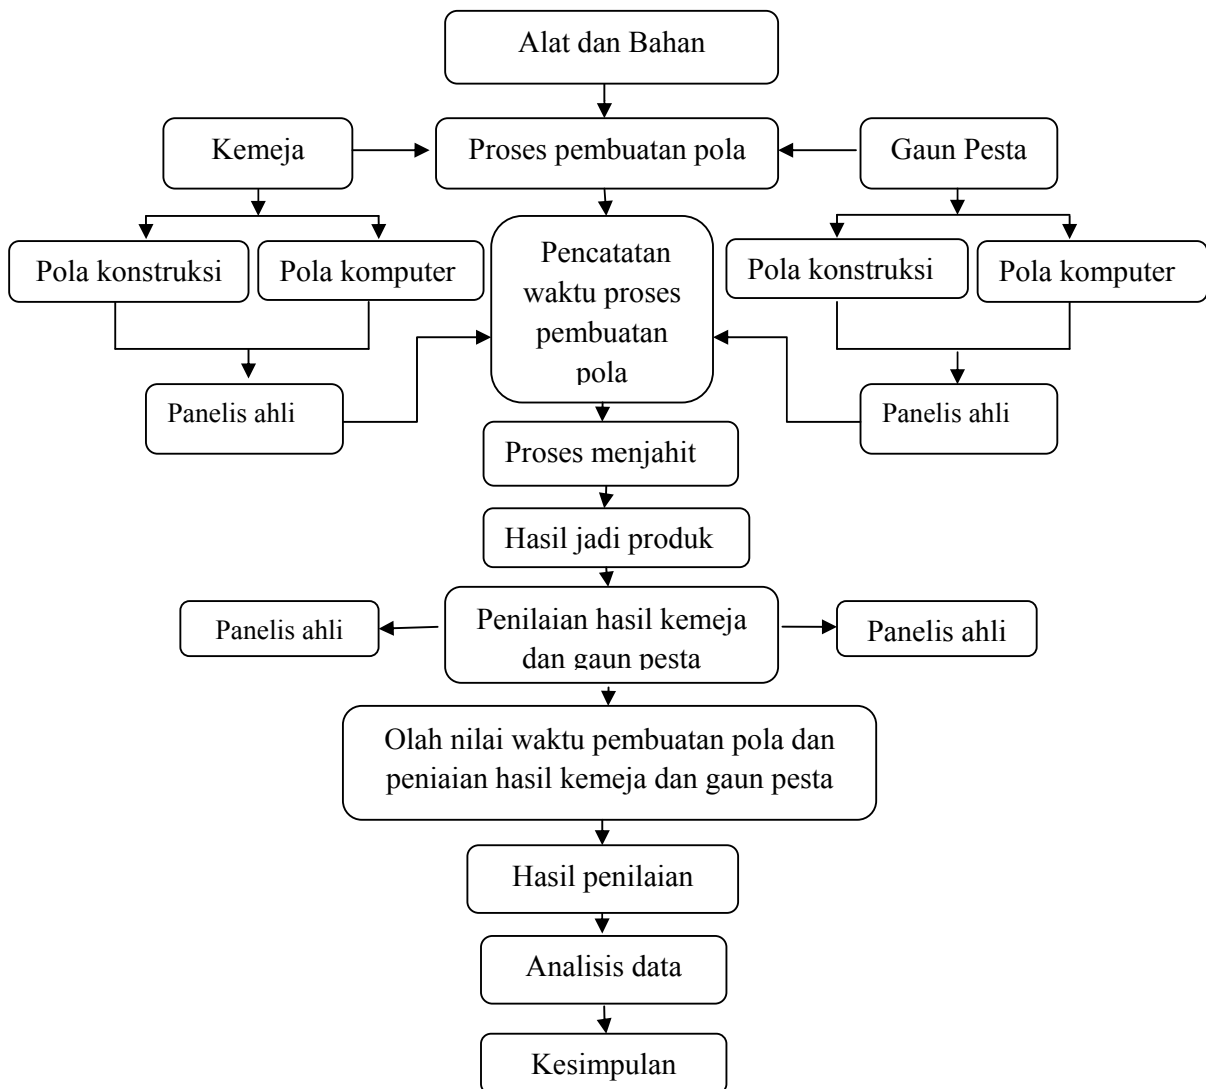 Alat dan Bahan
Kemeja
Proses pembuatan pola
Gaun Pesta
Pola konstruksi
Pola komputer
Pencatatan
waktu proses
pembuatan
pola
Pola konstruksi
Pola komputer
Panelis ahli
Panelis ahli
Proses menjahit
Hasil jadi produk
Panelis ahli
Penilaian hasil kemeja
dan gaun pesta
Panelis ahli
Olah nilai waktu pembuatan pola dan
peniaian hasil kemeja dan gaun pesta
Hasil penilaian
Analisis data
Kesimpulan